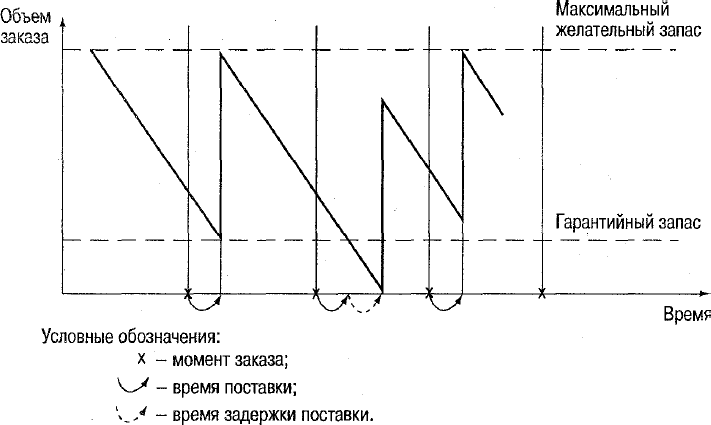 Объем
заказа
Максимальный
желательный запас
Гарантийный запас
Время
Условные обозначения:
x – момент заказа;
– время поставки;
– время задержки поставки.